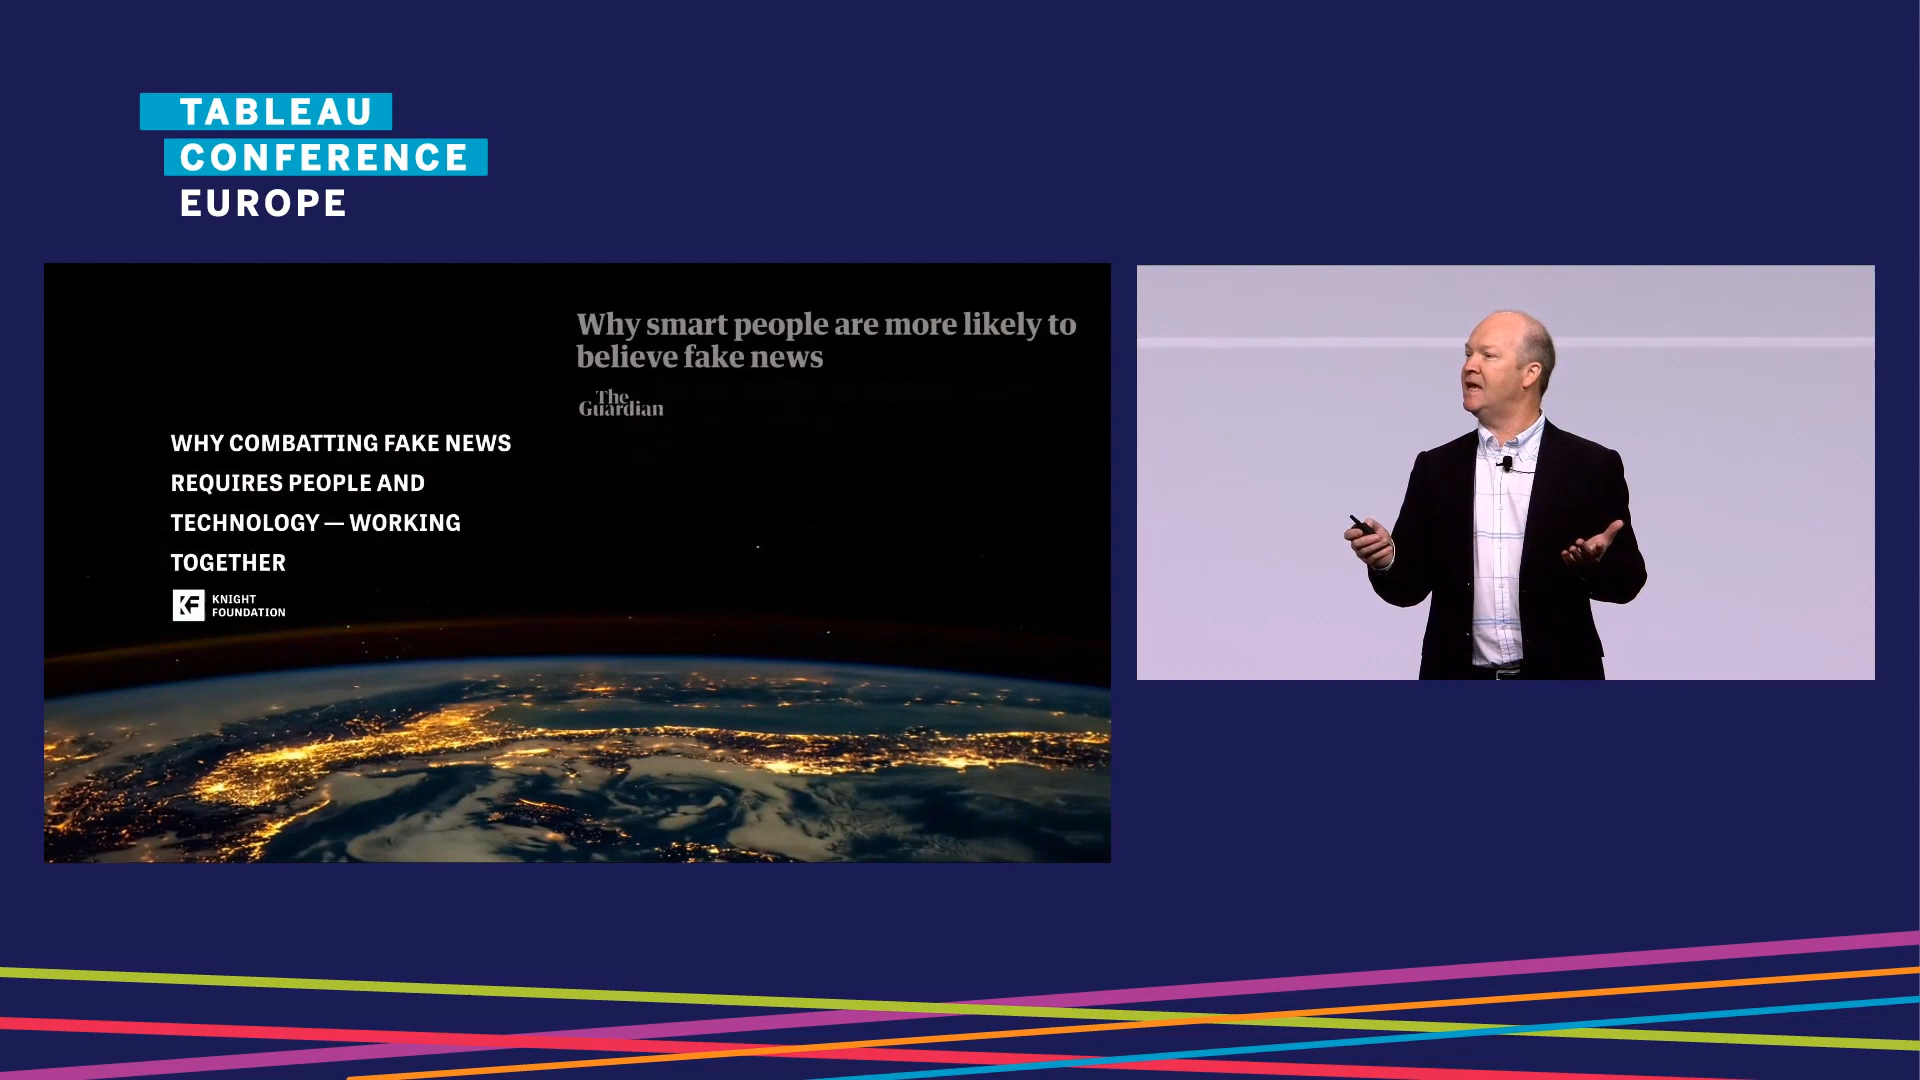 TABLEAU
CONFERENCE
EUROPE
Why smart people are more likely to
believe fake news
The
Guardian
WHY COMBATTING FAKE NEWS
REQUIRES PEOPLE AND
TECHNOLOGY — WORKING
TOGETHER
KF KNIGHT
FOUNDATION